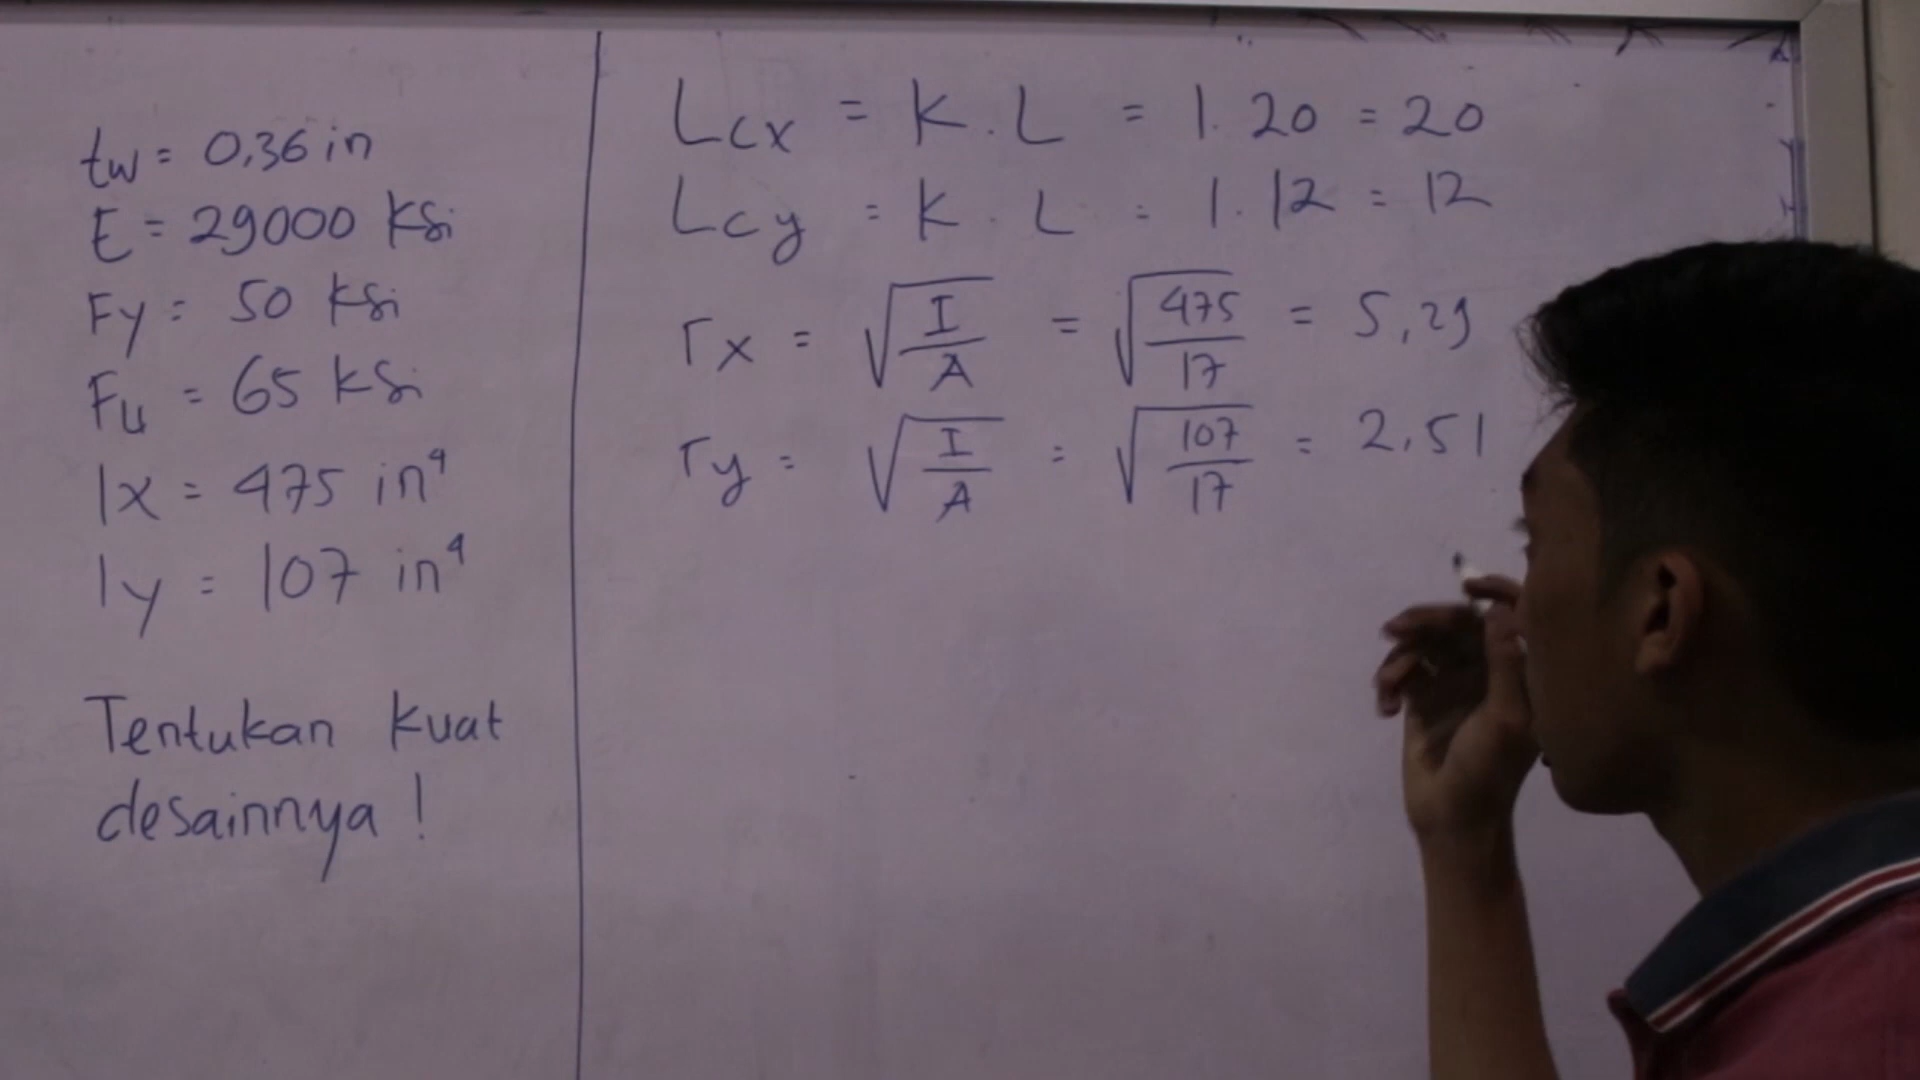 tw = 0,36 in
E = 29000 ksi
Fy = 50 ksi
Fu = 65 ksi
Ix = 475 in⁴
Iy = 107 in⁴
Tentukan kuat
desainnya !
Lcx = K . L = 1 . 20 = 20
Lcy = K . L = 1 . 12 = 12
rx = √(I/A) = √(475/17) = 5,29
ry = √(I/A) = √(107/17) = 2,51